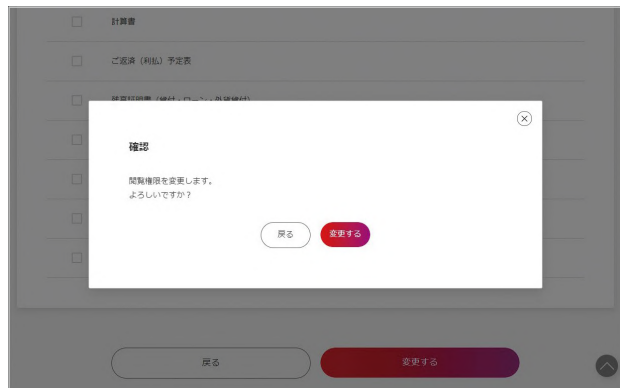 計算書
ご返済（利払）予定表
確認
閲覧権限を変更します。
よろしいですか？
戻る
変更する
戻る
変更する